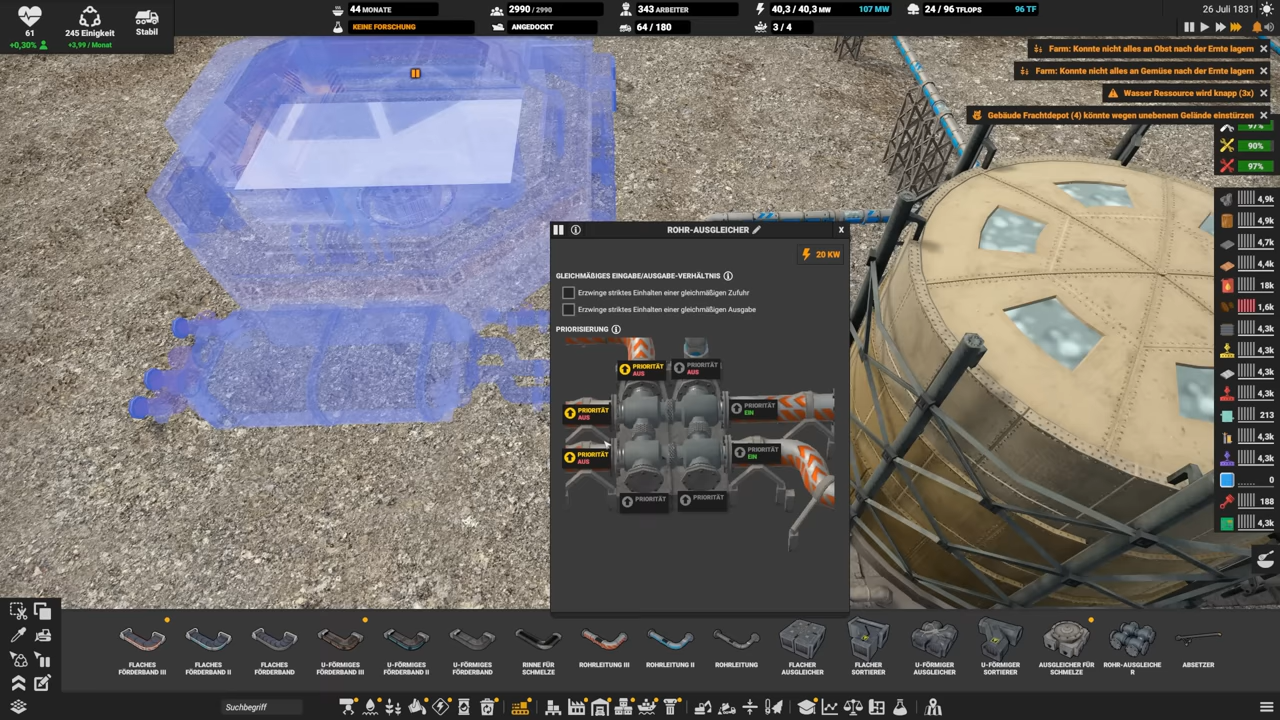 61
+0,30%
245 Einigkeit
+3,99 / Monat
Stabil
44 MONATE
KEINE FORSCHUNG
2990 / 2990
ANGEDOCKT
343 ARBEITER
64 / 180
40,3 / 40,3 MW 107 MW
3 / 4
24 / 96 TFLOPS 96 TF
26 Juli 1831
Farm: Konnte nicht alles an Obst nach der Ernte lagern
Farm: Konnte nicht alles an Gemüse nach der Ernte lagern
Wasser Ressource wird knapp (3x)
Gebäude Frachtdepot (4) könnte wegen unebenem Gelände einstürzen
97%
90%
97%
4,9k
4,9k
4,7k
4,4k
18k
1,6k
4,3k
4,3k
4,3k
4,3k
213
4,3k
4,3k
0
188
4,3k
ROHR-AUSGLEICHER
X
20 KW
GLEICHMÄßIGES EINGABE/AUSGABE-VERHÄLTNIS
Erzwinge striktes Einhalten einer gleichmäßigen Zufuhr
Erzwinge striktes Einhalten einer gleichmäßigen Ausgabe
PRIORISIERUNG
PRIORITÄT AUS
PRIORITÄT AUS
PRIORITÄT AUS
PRIORITÄT EIN
PRIORITÄT AUS
PRIORITÄT EIN
PRIORITÄT
PRIORITÄT
FLACHES FÖRDERBAND III
FLACHES FÖRDERBAND II
FLACHES FÖRDERBAND
U-FÖRMIGES FÖRDERBAND III
U-FÖRMIGES FÖRDERBAND II
U-FÖRMIGES FÖRDERBAND
RINNE FÜR SCHMELZE
ROHRLEITUNG III
ROHRLEITUNG II
ROHRLEITUNG
FLACHER AUSGLEICHER
FLACHER SORTIERER
U-FÖRMIGER AUSGLEICHER
U-FÖRMIGER SORTIERER
AUSGLEICHER FÜR SCHMELZE
ROHR-AUSGLEICHER
ABSETZER
Suchbegriff